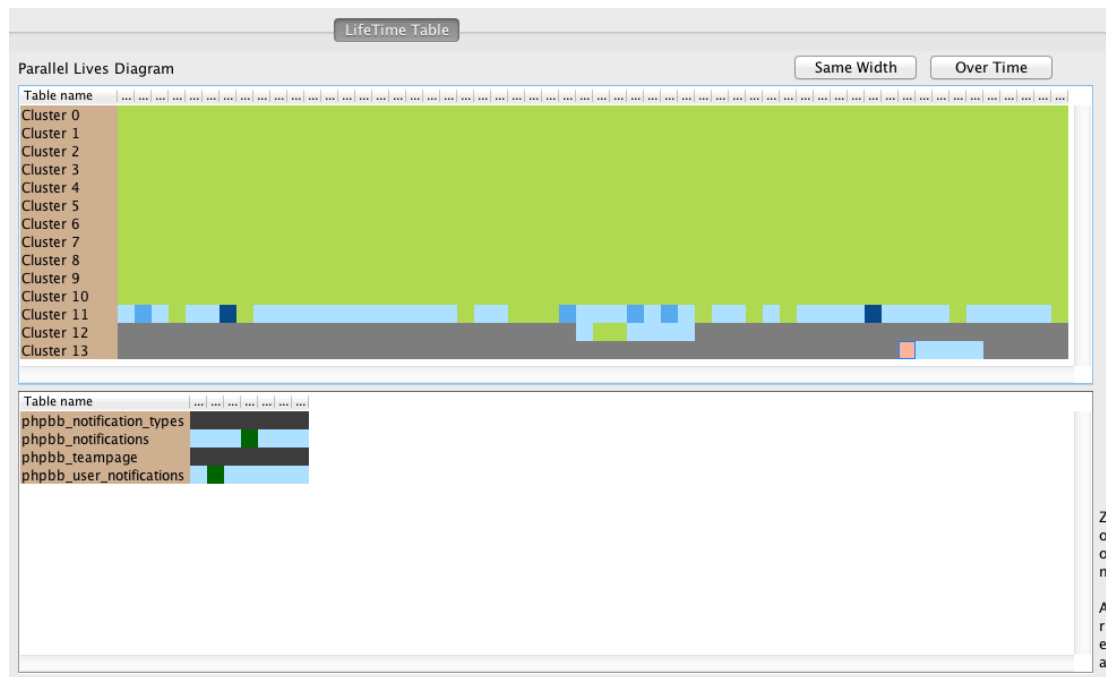 LifeTime Table
Parallel Lives Diagram
Same Width
Over Time
Table name ... ... ... ... ... ... ... ... ... ... ... ... ... ... ... ... ... ... ... ... ... ... ... ... ... ... ... ... ... ... ... ... ... ... ... ... ... ... ... ... ... ... ... ... ... ... ... ... ... ... ... ... ... ... ... ...
Cluster 0
Cluster 1
Cluster 2
Cluster 3
Cluster 4
Cluster 5
Cluster 6
Cluster 7
Cluster 8
Cluster 9
Cluster 10
Cluster 11
Cluster 12
Cluster 13
Table name ... ... ... ... ... ... ...
phpbb_notification_types
phpbb_notifications
phpbb_teampage
phpbb_user_notifications
Z
o
o
n
A
r
e
a